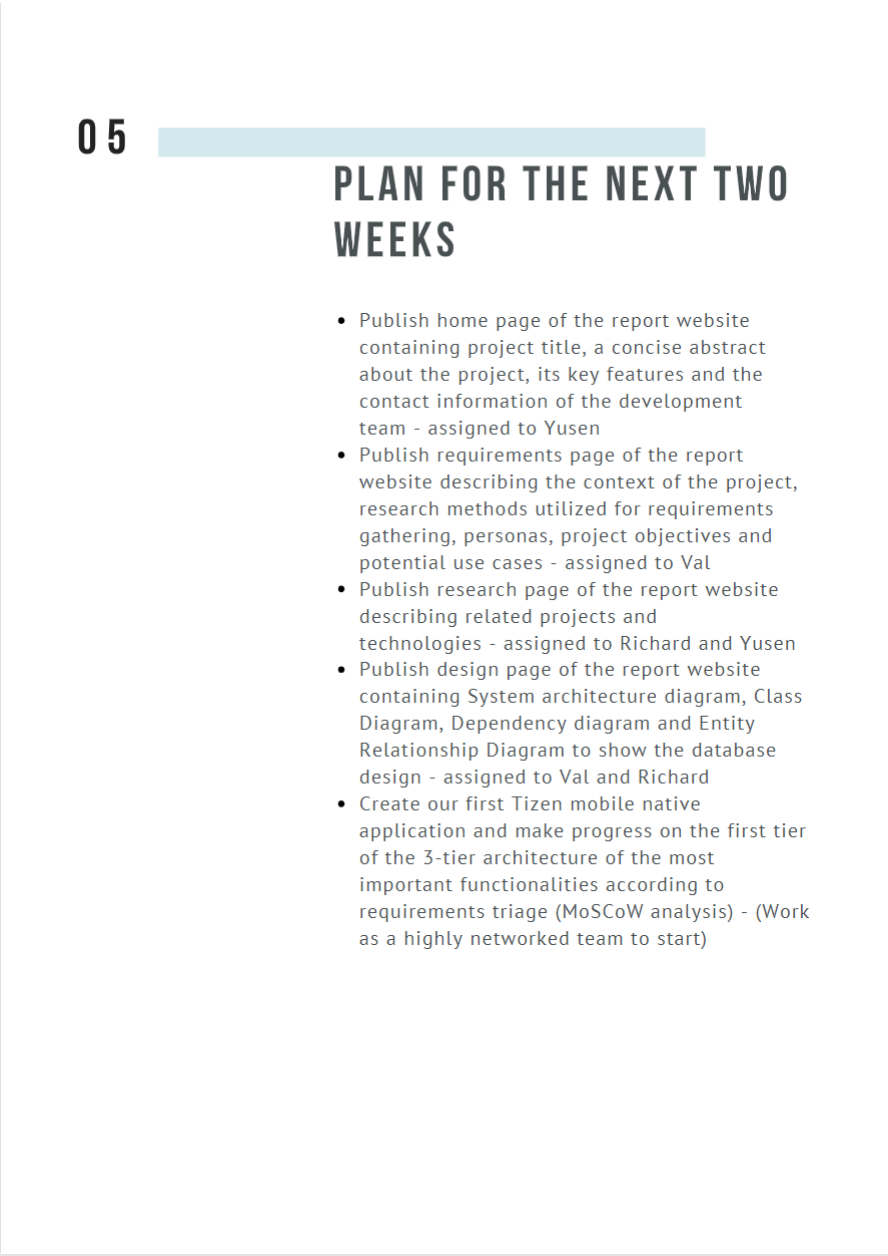 05
PLAN FOR THE NEXT TWO
WEEKS
• Publish home page of the report website
containing project title, a concise abstract
about the project, its key features and the
contact information of the development
team - assigned to Yusen
• Publish requirements page of the report
website describing the context of the project,
research methods utilized for requirements
gathering, personas, project objectives and
potential use cases - assigned to Val
• Publish research page of the report website
describing related projects and
technologies - assigned to Richard and Yusen
• Publish design page of the report website
containing System architecture diagram, Class
Diagram, Dependency diagram and Entity
Relationship Diagram to show the database
design - assigned to Val and Richard
• Create our first Tizen mobile native
application and make progress on the first tier
of the 3-tier architecture of the most
important functionalities according to
requirements triage (MoSCoW analysis) - (Work
as a highly networked team to start)